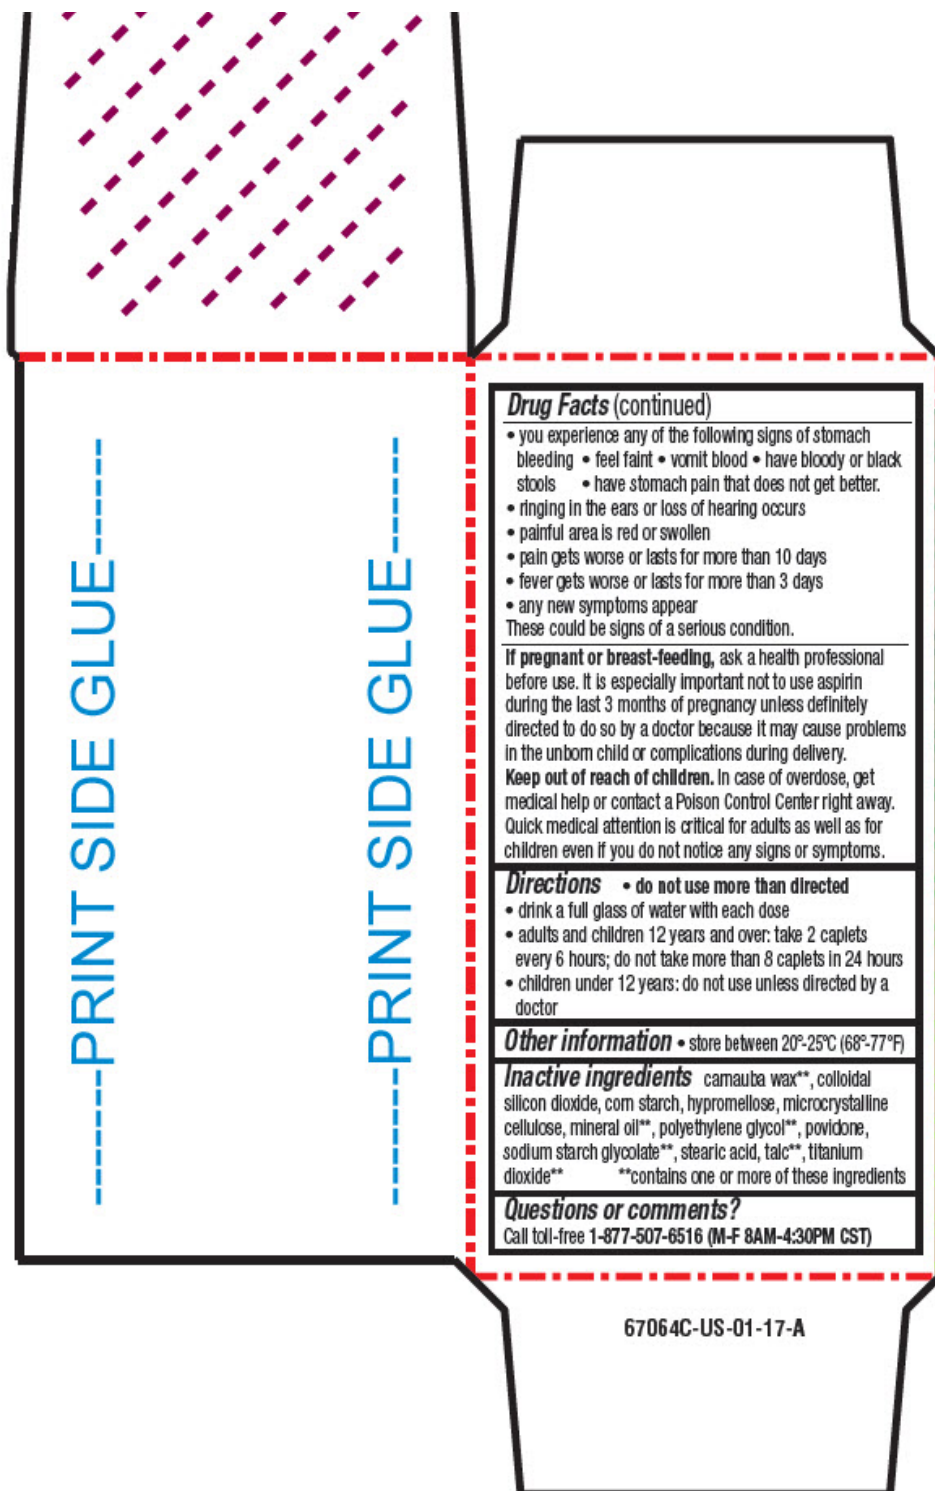 ------PRINT SIDE GLUE------
------PRINT SIDE GLUE------
Drug Facts (continued)
• you experience any of the following signs of stomach
bleeding • feel faint • vomit blood • have bloody or black
stools • have stomach pain that does not get better.
• ringing in the ears or loss of hearing occurs
• painful area is red or swollen
• pain gets worse or lasts for more than 10 days
• fever gets worse or lasts for more than 3 days
• any new symptoms appear
These could be signs of a serious condition.
If pregnant or breast-feeding, ask a health professional
before use. It is especially important not to use aspirin
during the last 3 months of pregnancy unless definitely
directed to do so by a doctor because it may cause problems
in the unborn child or complications during delivery.
Keep out of reach of children. In case of overdose, get
medical help or contact a Poison Control Center right away.
Quick medical attention is critical for adults as well as for
children even if you do not notice any signs or symptoms.
Directions • do not use more than directed
• drink a full glass of water with each dose
• adults and children 12 years and over: take 2 caplets
every 6 hours; do not take more than 8 caplets in 24 hours
• children under 12 years: do not use unless directed by a
doctor
Other information • store between 20°-25°C (68°-77°F)
Inactive ingredients carnauba wax**, colloidal
silicon dioxide, corn starch, hypromellose, microcrystalline
cellulose, mineral oil**, polyethylene glycol**, povidone,
sodium starch glycolate**, stearic acid, talc**, titanium
dioxide** **contains one or more of these ingredients
Questions or comments?
Call toll-free 1-877-507-6516 (M-F 8AM-4:30PM CST)
67064C-US-01-17-A